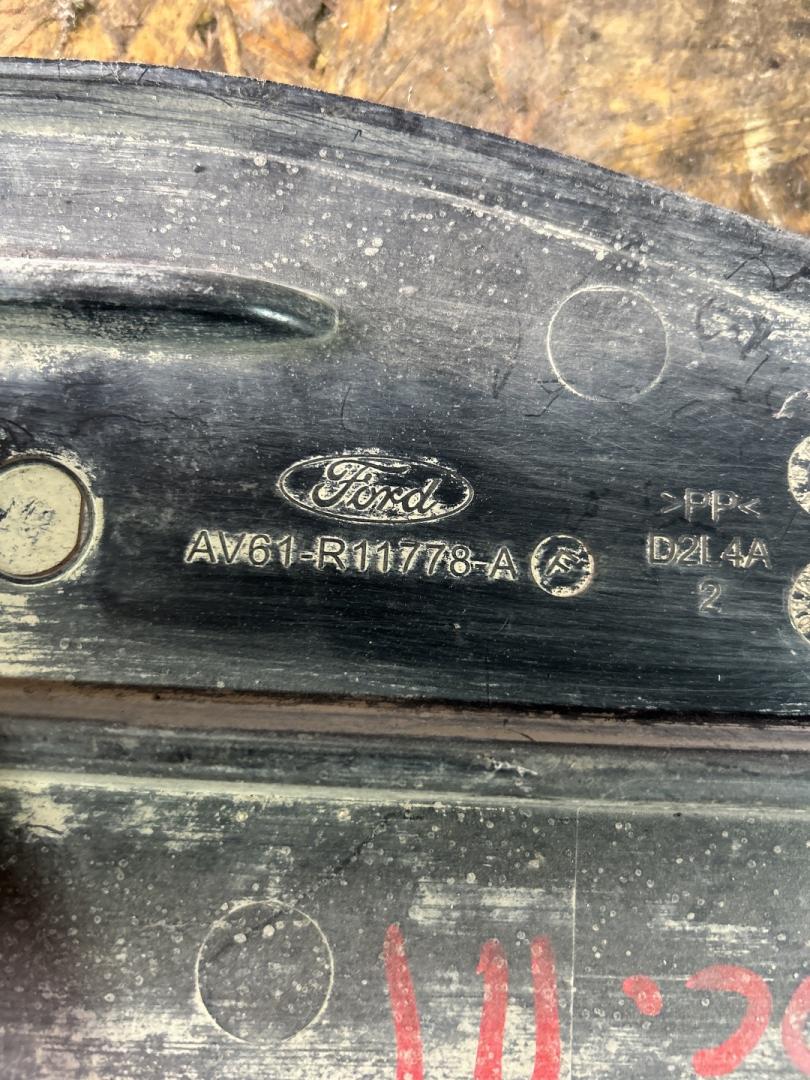 Ford
AV61-R11778-A F
>PP<
D2L4A
2